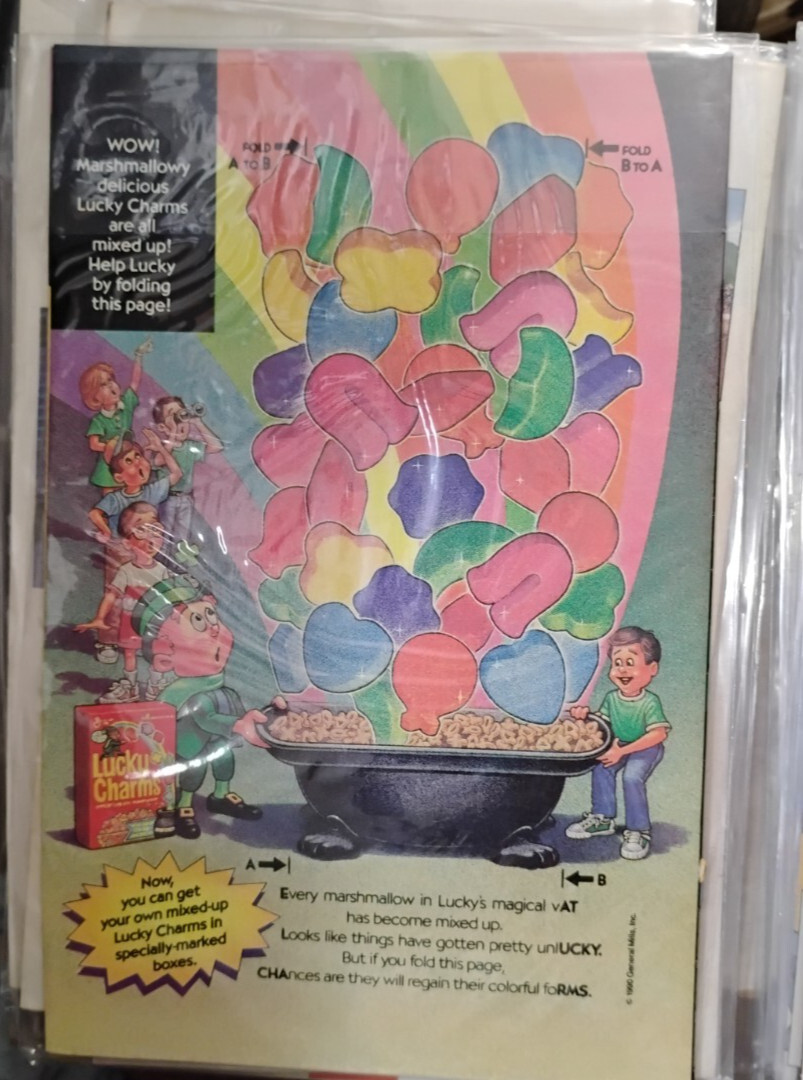 WOW!
Marshmallowy
delicious
Lucky Charms
are all
mixed up!
Help Lucky
by folding
this page!
FOLD
A TO B
FOLD
B TO A
Lucky
Charms
A
B
Now,
you can get
your own mixed-up
Lucky Charms in
specially-marked
boxes.
Every marshmallow in Lucky's magical vAT
has become mixed up.
Looks like things have gotten pretty unlUCKY.
But if you fold this page,
CHAnces are they will regain their colorful foRMS.
© 1990 General Mills, Inc.